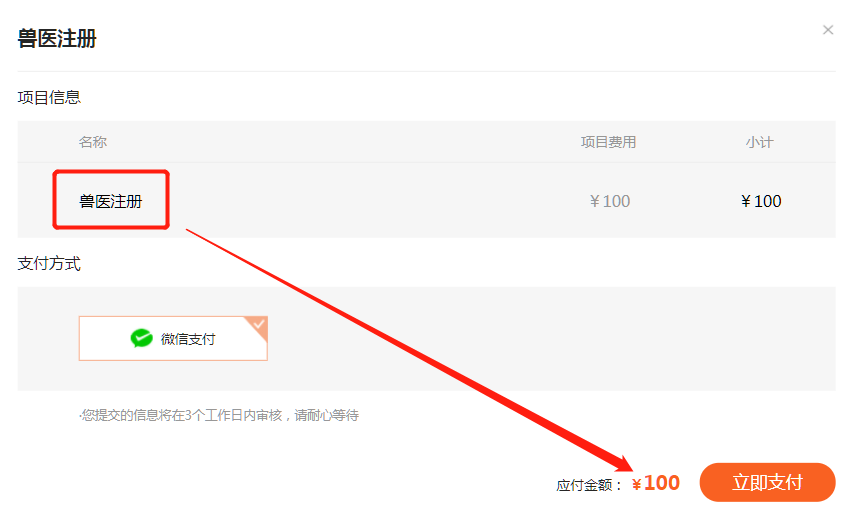 兽医注册
×
项目信息
名称 项目费用 小计
兽医注册 ￥100 ￥100
支付方式
微信支付
·您提交的信息将在3个工作日内审核，请耐心等待
应付金额： ￥100 立即支付